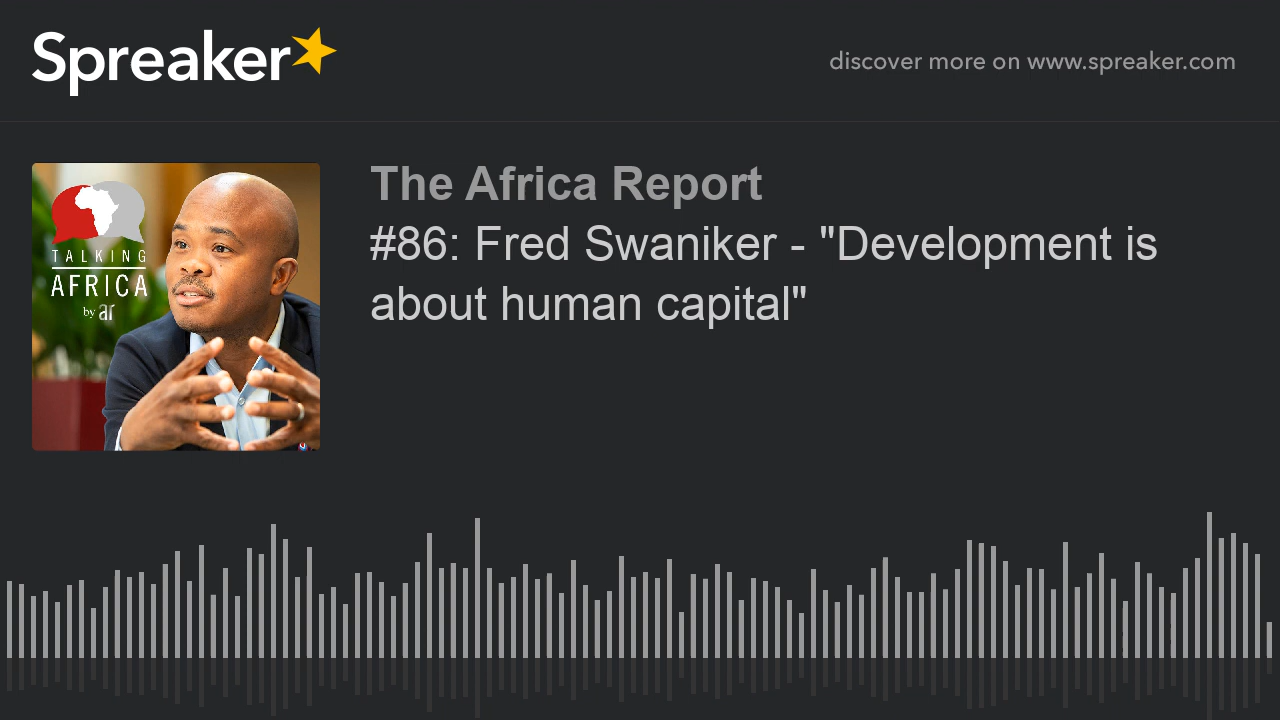 Spreaker
discover more on www.spreaker.com
The Africa Report
#86: Fred Swaniker - "Development is
about human capital"
TALKING
AFRICA
by ar